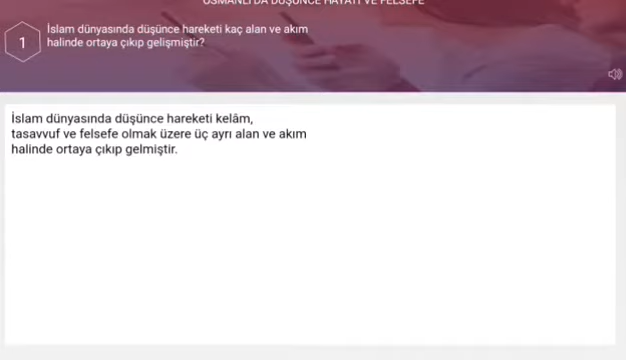 OSMANLI'DA DÜŞÜNCE HAYATI VE FELSEFE
İslam dünyasında düşünce hareketi kaç alan ve akım
1 halinde ortaya çıkıp gelişmiştir?
İslam dünyasında düşünce hareketi kelâm,
tasavvuf ve felsefe olmak üzere üç ayrı alan ve akım
halinde ortaya çıkıp gelmiştir.